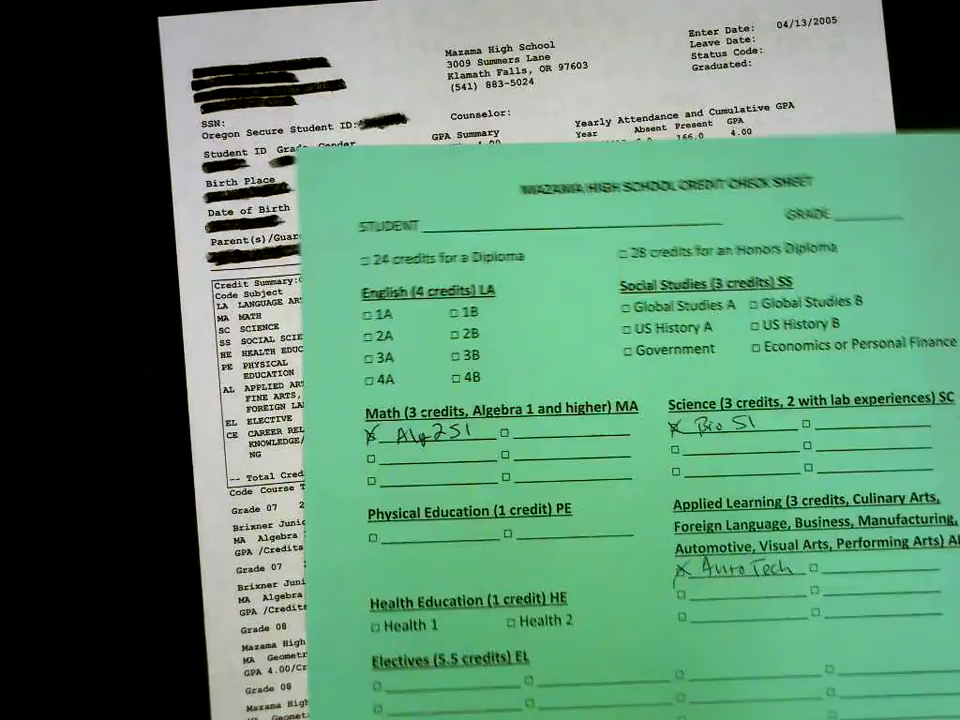 Mazama High School
3009 Summers Lane
Klamath Falls, OR 97603
(541) 883-5024
Enter Date: 04/13/2005
Leave Date:
Status Code:
Graduated:
SSN:
Oregon Secure Student ID:
Counselor:
Student ID Grade Gender
GPA Summary
Yearly Attendance and Cumulative GPA
Year Absent Present GPA
166.0 4.00
Birth Place
Date of Birth
Parent(s)/Guar
Credit Summary:
Code Subject
LA LANGUAGE AR
MA MATH
SC SCIENCE
SS SOCIAL SCIE
HE HEALTH EDUC
PE PHYSICAL
EDUCATION
AL APPLIED AR
FINE ARTS,
FOREIGN LA
EL ELECTIVE
CE CAREER REL
KNOWLEDGE/
NG
-- Total Cred
Code Course T
Grade 07 2
Brixner Junio
MA Algebra
GPA /Credits
Grade 07
Brixner Juni
MA Algebra
GPA /Credits
Grade 08
Mazama High
MA Geometr
GPA 4.00/Cr
Grade 08
Mazama High
MA Geomet
MAZAMA HIGH SCHOOL CREDIT CHECK SHEET
STUDENT GRADE
□ 24 credits for a Diploma □ 28 credits for an Honors Diploma
English (4 credits) LA
□ 1A □ 1B
□ 2A □ 2B
□ 3A □ 3B
□ 4A □ 4B
Social Studies (3 credits) SS
□ Global Studies A □ Global Studies B
□ US History A □ US History B
□ Government □ Economics or Personal Finance
Math (3 credits, Algebra 1 and higher) MA
Alg 2 S1
Science (3 credits, 2 with lab experiences) SC
Bio S1
Physical Education (1 credit) PE
Applied Learning (3 credits, Culinary Arts,
Foreign Language, Business, Manufacturing,
Automotive, Visual Arts, Performing Arts) AL
Auto Tech
Health Education (1 credit) HE
□ Health 1 □ Health 2
Electives (5.5 credits) EL